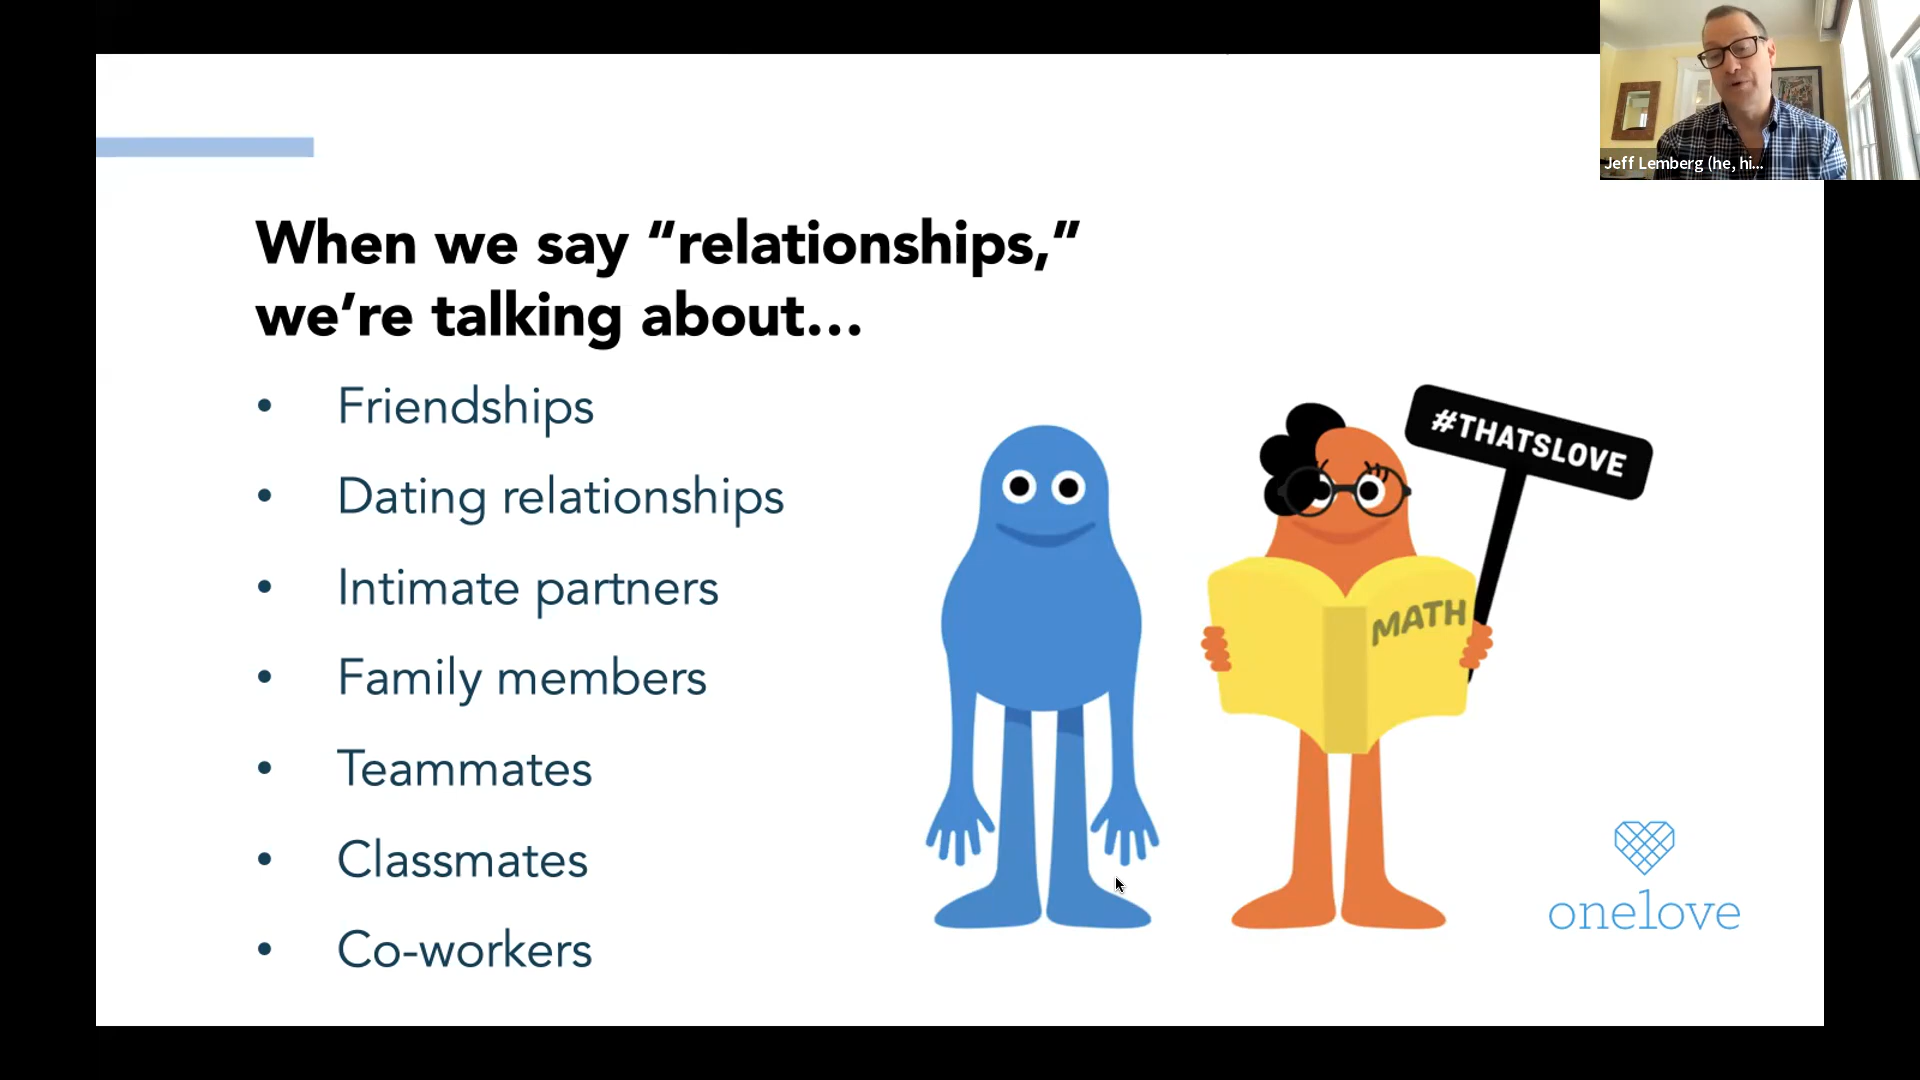 Jeff Lemberg (he, hi...
When we say “relationships,”
we’re talking about...
• Friendships
• Dating relationships
• Intimate partners
• Family members
• Teammates
• Classmates
• Co-workers
#THATSLOVE
MATH
onelove